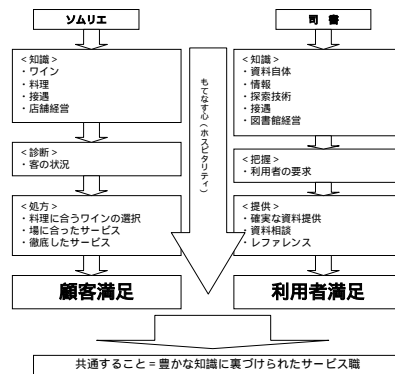 ソムリエ
<知識>
・ワイン
・料理
・接遇
・店舗経営
<診断>
・客の状況
<処方>
・料理に合うワインの選択
・場に合ったサービス
・徹底したサービス
顧客満足
もてなす心(ホスピタリティ)
司 書
<知識>
・資料自体
・情報
・探索技術
・接遇
・図書館経営
<把握>
・利用者の要求
<提供>
・確実な資料提供
・資料相談
・レファレンス
利用者満足
共通すること=豊かな知識に裏づけられたサービス職